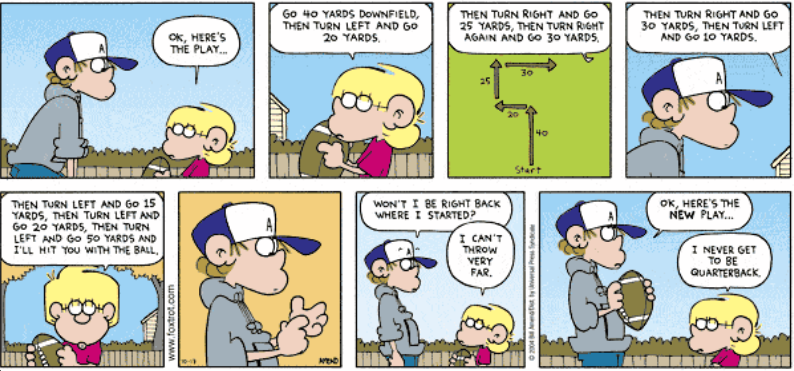 OK, HERE'S
THE PLAY...
A
GO 40 YARDS DOWNFIELD,
THEN TURN LEFT AND GO
20 YARDS.
THEN TURN RIGHT AND GO
25 YARDS, THEN TURN RIGHT
AGAIN AND GO 30 YARDS.
25
30
20
40
Start
THEN TURN RIGHT AND GO
30 YARDS, THEN TURN LEFT
AND GO 10 YARDS.
A
THEN TURN LEFT AND GO 15
YARDS, THEN TURN LEFT AND
GO 20 YARDS, THEN TURN
LEFT AND GO 50 YARDS AND
I'LL HIT YOU WITH THE BALL.
www.foxtrot.com
A
10-17
AMEND
WON'T I BE RIGHT BACK
WHERE I STARTED?
I CAN'T
THROW
VERY
FAR.
© 2004 Bill Amend/Dist. by Universal Press Syndicate
OK, HERE'S THE
NEW PLAY...
A
I NEVER GET
TO BE
QUARTERBACK.